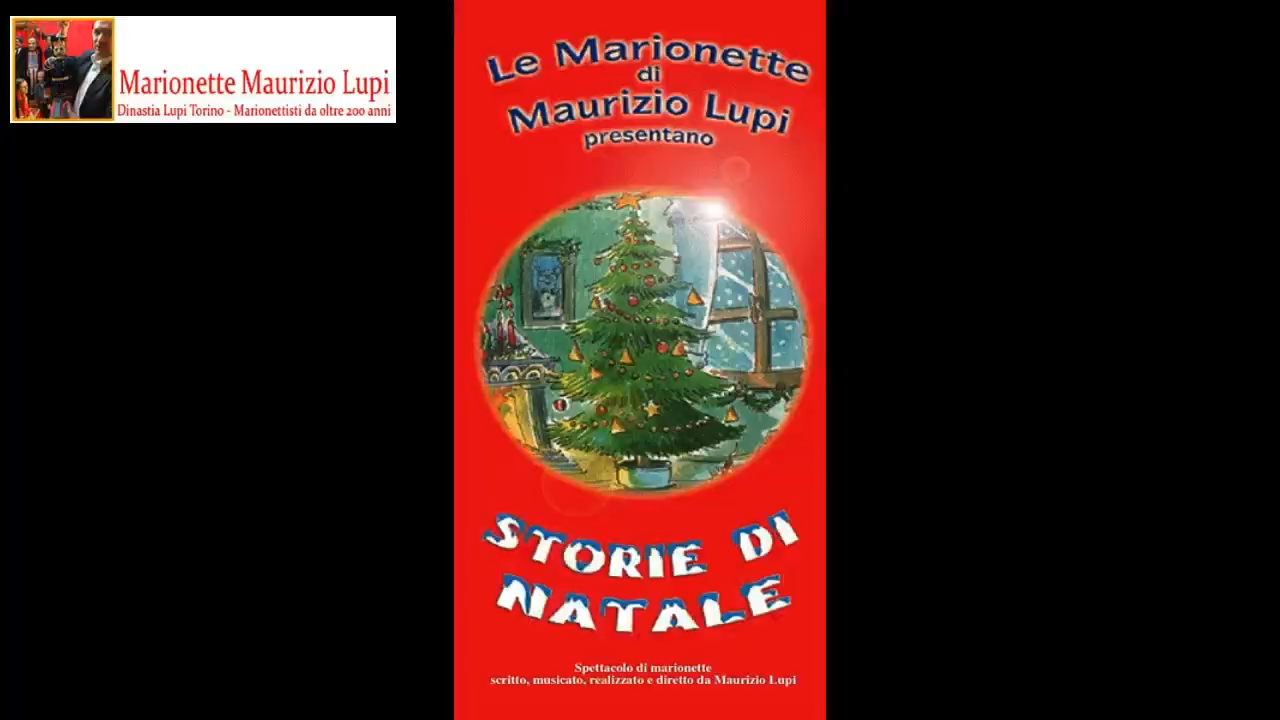 Marionette Maurizio Lupi
Dinastia Lupi Torino - Marionettisti da oltre 200 anni
Le Marionette
di
Maurizio Lupi
presentano
STORIE DI
NATALE
Spettacolo di marionette
scritto, musicato, realizzato e diretto da Maurizio Lupi